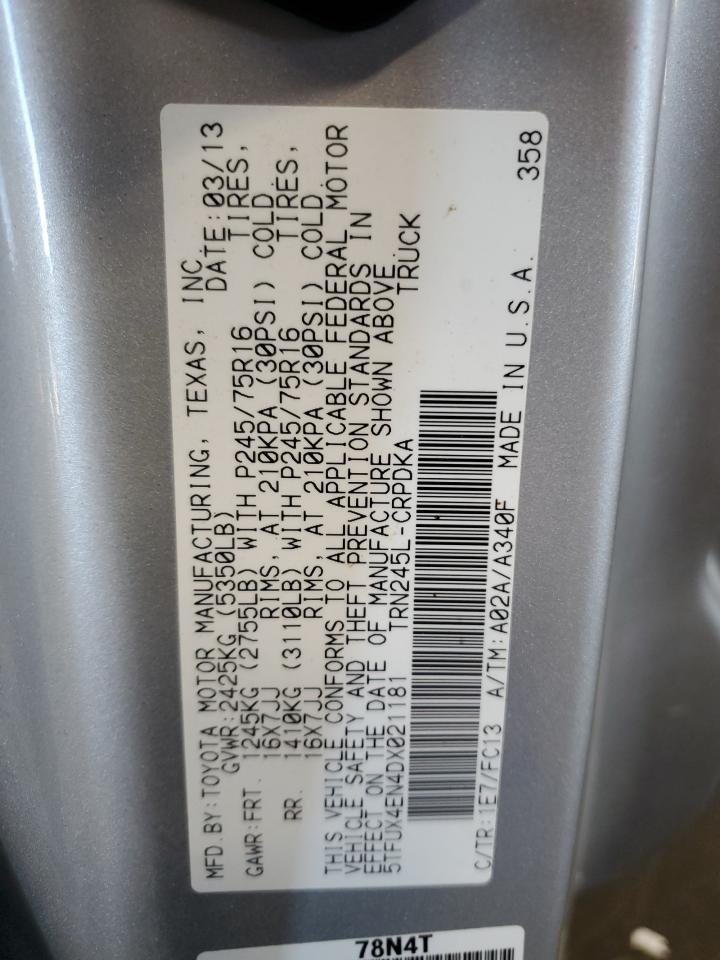 MFD.BY:TOYOTA MOTOR MANUFACTURING, TEXAS, INC. DATE:03/13
GVWR:2425KG (5350LB)
GAWR:FRT. 1245KG (2755LB) WITH P245/75R16 TIRES,
16X7JJ RIMS, AT 210KPA (30PSI) COLD.
RR. 1410KG (3110LB) WITH P245/75R16 TIRES,
16X7JJ RIMS, AT 210KPA (30PSI) COLD.
THIS VEHICLE CONFORMS TO ALL APPLICABLE FEDERAL MOTOR
VEHICLE SAFETY AND THEFT PREVENTION STANDARDS IN
EFFECT ON THE DATE OF MANUFACTURE SHOWN ABOVE.
5TFUX4EN4DX021181 TRN245L-CRPDKA TRUCK
C/TR:1E7/FC13 A/TM:A02A/A340F MADE IN U.S.A. 358
78N4T